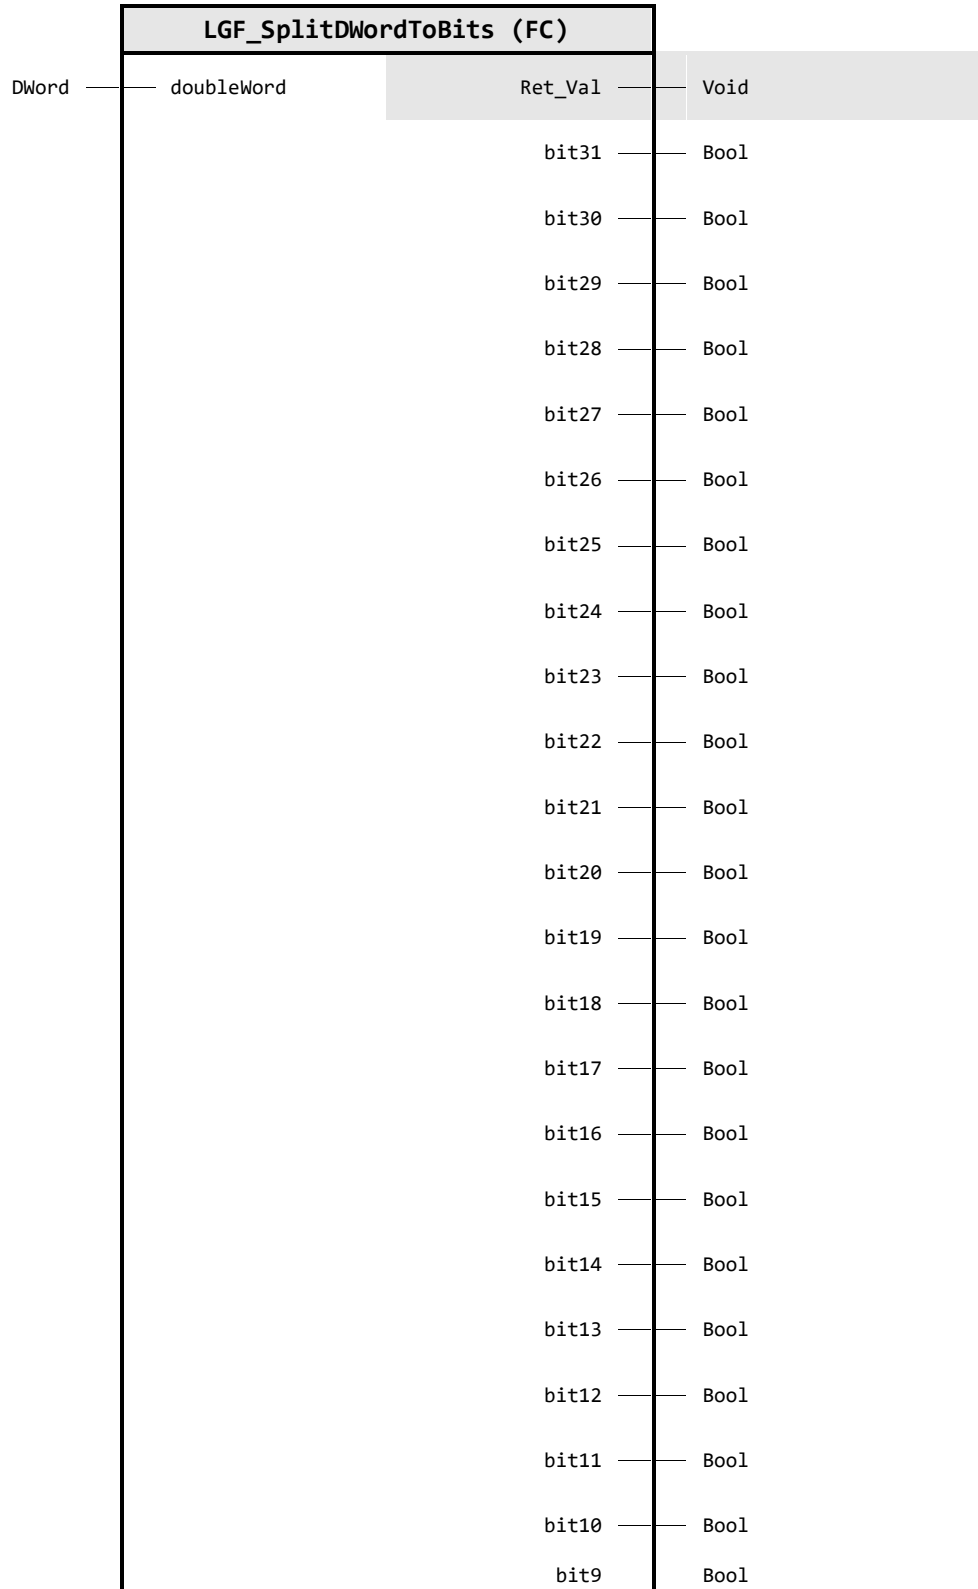 LGF_SplitDWordToBits (FC)
DWord doubleWord Ret_Val Void
bit31 Bool
bit30 Bool
bit29 Bool
bit28 Bool
bit27 Bool
bit26 Bool
bit25 Bool
bit24 Bool
bit23 Bool
bit22 Bool
bit21 Bool
bit20 Bool
bit19 Bool
bit18 Bool
bit17 Bool
bit16 Bool
bit15 Bool
bit14 Bool
bit13 Bool
bit12 Bool
bit11 Bool
bit10 Bool
bit9 Bool